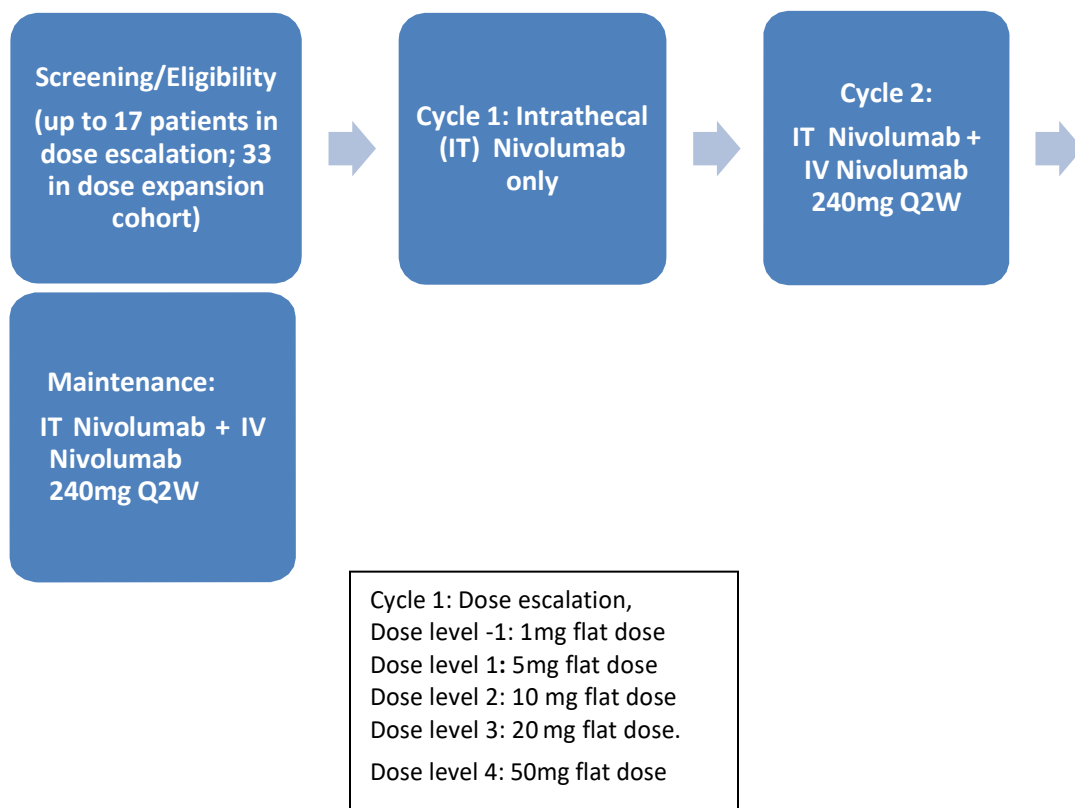 Screening/Eligibility
(up to 17 patients in
dose escalation; 33
in dose expansion
cohort)
Cycle 1: Intrathecal
(IT) Nivolumab
only
Cycle 2:
IT Nivolumab +
IV Nivolumab
240mg Q2W
Maintenance:
IT Nivolumab + IV
Nivolumab
240mg Q2W
Cycle 1: Dose escalation,
Dose level -1: 1mg flat dose
Dose level 1: 5mg flat dose
Dose level 2: 10 mg flat dose
Dose level 3: 20 mg flat dose.
Dose level 4: 50mg flat dose